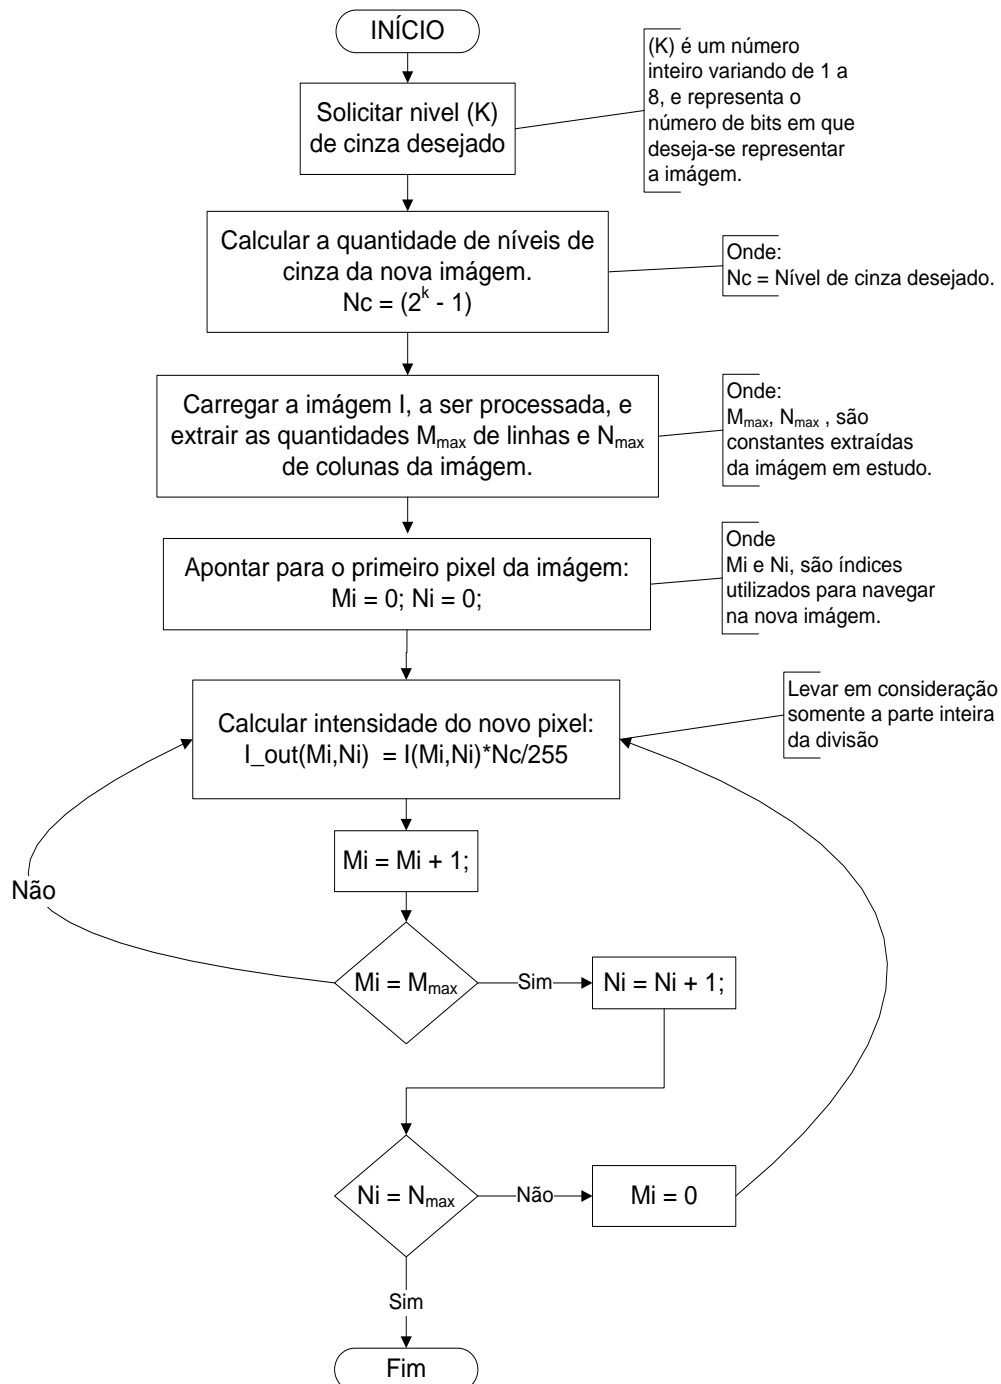 INÍCIO
(K) é um número
inteiro variando de 1 a
8, e representa o
número de bits em que
deseja-se representar
a imágem.
Solicitar nivel (K)
de cinza desejado
Calcular a quantidade de níveis de
cinza da nova imágem.
Nc = (2^k - 1)
Onde:
Nc = Nível de cinza desejado.
Carregar a imágem I, a ser processada, e
extrair as quantidades Mmax de linhas e Nmax
de colunas da imágem.
Onde:
Mmax, Nmax , são
constantes extraídas
da imágem em estudo.
Apontar para o primeiro pixel da imágem:
Mi = 0; Ni = 0;
Onde
Mi e Ni, são índices
utilizados para navegar
na nova imágem.
Calcular intensidade do novo pixel:
I_out(Mi,Ni) = I(Mi,Ni)*Nc/255
Levar em consideração
somente a parte inteira
da divisão
Mi = Mi + 1;
Não
Mi = Mmax
Sim
Ni = Ni + 1;
Ni = Nmax
Não
Mi = 0
Sim
Fim